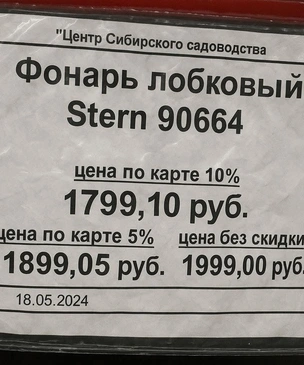 "Центр Сибирского садоводства
Фонарь лобковый
Stern 90664
цена по карте 10%
1799,10 руб.
цена по карте 5% цена без скидки
1899,05 руб. 1999,00 руб.
18.05.2024